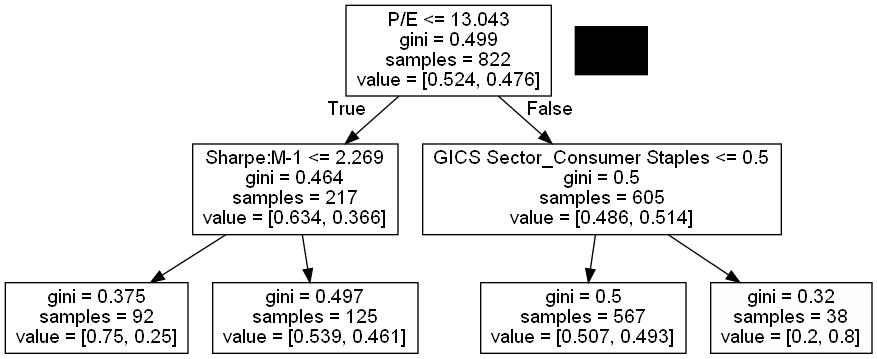 P/E <= 13.043
gini = 0.499
samples = 822
value = [0.524, 0.476]
True
False
Sharpe:M-1 <= 2.269
gini = 0.464
samples = 217
value = [0.634, 0.366]
GICS Sector_Consumer Staples <= 0.5
gini = 0.5
samples = 605
value = [0.486, 0.514]
gini = 0.375
samples = 92
value = [0.75, 0.25]
gini = 0.497
samples = 125
value = [0.539, 0.461]
gini = 0.5
samples = 567
value = [0.507, 0.493]
gini = 0.32
samples = 38
value = [0.2, 0.8]